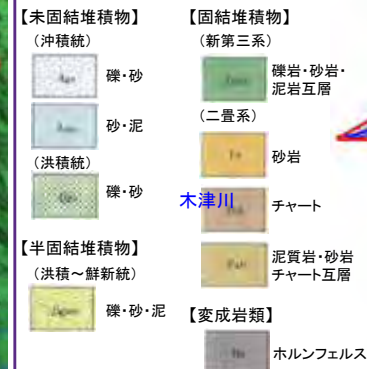 【未固結堆積物】
（沖積統）
礫・砂
砂・泥
（洪積統）
礫・砂
【半固結堆積物】
（洪積～鮮新統）
礫・砂・泥
【固結堆積物】
（新第三系）
礫岩・砂岩・
泥岩互層
（二畳系）
砂岩
木津川
チャート
泥質岩・砂岩
チャート互層
【変成岩類】
ホルンフェルス